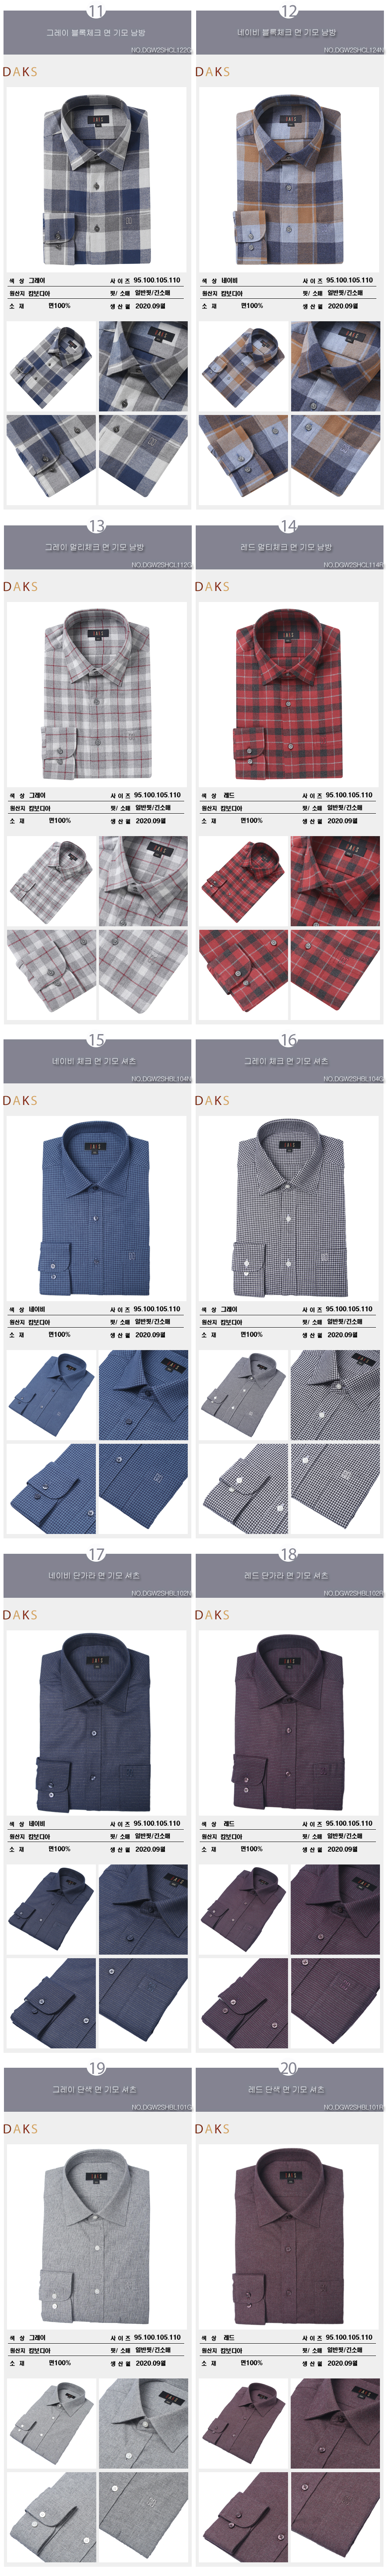 11
그레이 블록체크 면 기모 남방
NO.DGW2SHCL122G
DAKS
색 상 그레이 사 이 즈 95.100.105.110
원산지 캄보디아 핏/ 소매 일반핏/긴소매
소 재 면100% 생 산 월 2020.09월
12
네이비 블록체크 면 기모 남방
NO.DGW2SHCL124N
DAKS
색 상 네이비 사 이 즈 95.100.105.110
원산지 캄보디아 핏/ 소매 일반핏/긴소매
소 재 면100% 생 산 월 2020.09월
13
그레이 멀리체크 면 기모 남방
NO.DGW2SHCL112G
DAKS
색 상 그레이 사 이 즈 95.100.105.110
원산지 캄보디아 핏/ 소매 일반핏/긴소매
소 재 면100% 생 산 월 2020.09월
14
레드 멀티체크 면 기모 남방
NO.DGW2SHCL114R
DAKS
색 상 레드 사 이 즈 95.100.105.110
원산지 캄보디아 핏/ 소매 일반핏/긴소매
소 재 면100% 생 산 월 2020.09월
15
네이비 체크 면 기모 셔츠
NO.DGW2SHBL104N
DAKS
색 상 네이비 사 이 즈 95.100.105.110
원산지 캄보디아 핏/ 소매 일반핏/긴소매
소 재 면100% 생 산 월 2020.09월
16
그레이 체크 면 기모 셔츠
NO.DGW2SHBL104G
DAKS
색 상 그레이 사 이 즈 95.100.105.110
원산지 캄보디아 핏/ 소매 일반핏/긴소매
소 재 면100% 생 산 월 2020.09월
17
네이비 단가라 면 기모 셔츠
NO.DGW2SHBL102N
DAKS
색 상 네이비 사 이 즈 95.100.105.110
원산지 캄보디아 핏/ 소매 일반핏/긴소매
소 재 면100% 생 산 월 2020.09월
18
레드 단가라 면 기모 셔츠
NO.DGW2SHBL102R
DAKS
색 상 레드 사 이 즈 95.100.105.110
원산지 캄보디아 핏/ 소매 일반핏/긴소매
소 재 면100% 생 산 월 2020.09월
19
그레이 단색 면 기모 셔츠
NO.DGW2SHBL101G
DAKS
색 상 그레이 사 이 즈 95.100.105.110
원산지 캄보디아 핏/ 소매 일반핏/긴소매
소 재 면100% 생 산 월 2020.09월
20
레드 단색 면 기모 셔츠
NO.DGW2SHBL101R
DAKS
색 상 레드 사 이 즈 95.100.105.110
원산지 캄보디아 핏/ 소매 일반핏/긴소매
소 재 면100% 생 산 월 2020.09월